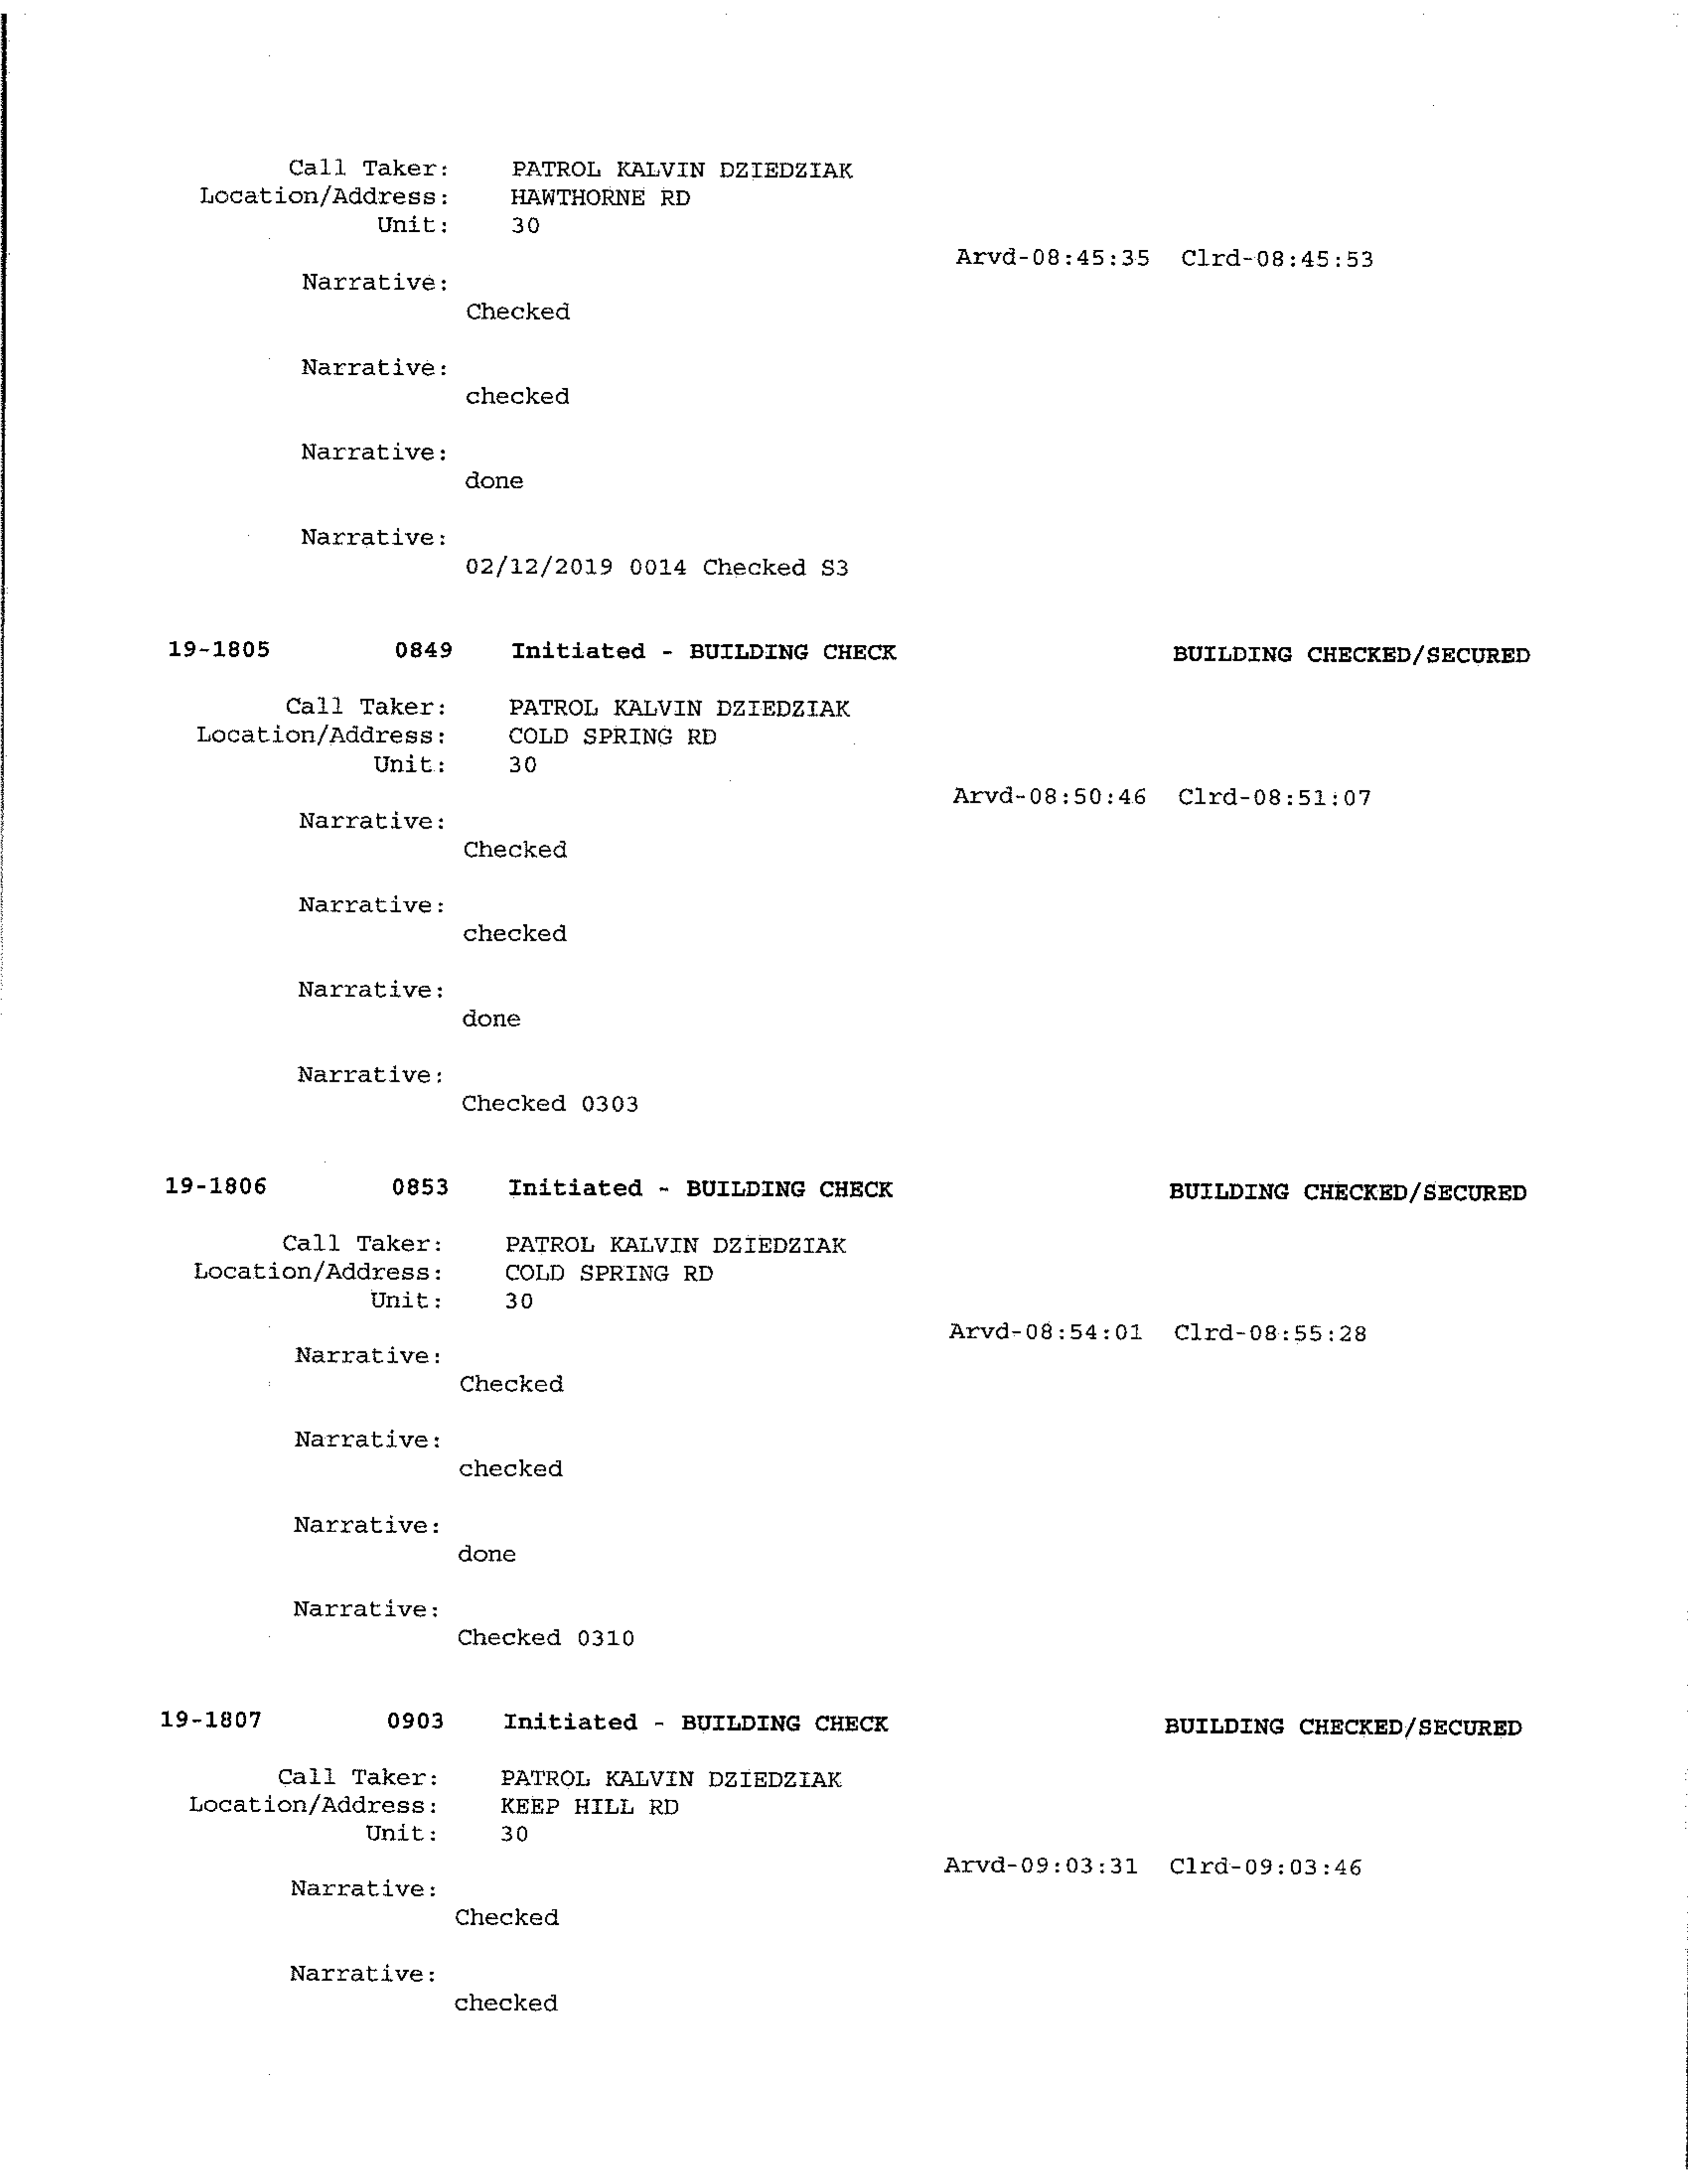 Call Taker: PATROL KALVIN DZIEDZIAK
Location/Address: HAWTHORNE RD
Unit: 30
Arvd-08:45:35 Clrd-08:45:53
Narrative:
Checked
Narrative:
checked
Narrative:
done
Narrative:
02/12/2019 0014 Checked S3
19-1805 0849 Initiated - BUILDING CHECK BUILDING CHECKED/SECURED
Call Taker: PATROL KALVIN DZIEDZIAK
Location/Address: COLD SPRING RD
Unit: 30
Arvd-08:50:46 Clrd-08:51:07
Narrative:
Checked
Narrative:
checked
Narrative:
done
Narrative:
Checked 0303
19-1806 0853 Initiated - BUILDING CHECK BUILDING CHECKED/SECURED
Call Taker: PATROL KALVIN DZIEDZIAK
Location/Address: COLD SPRING RD
Unit: 30
Arvd-08:54:01 Clrd-08:55:28
Narrative:
Checked
Narrative:
checked
Narrative:
done
Narrative:
Checked 0310
19-1807 0903 Initiated - BUILDING CHECK BUILDING CHECKED/SECURED
Call Taker: PATROL KALVIN DZIEDZIAK
Location/Address: KEEP HILL RD
Unit: 30
Arvd-09:03:31 Clrd-09:03:46
Narrative:
Checked
Narrative:
checked